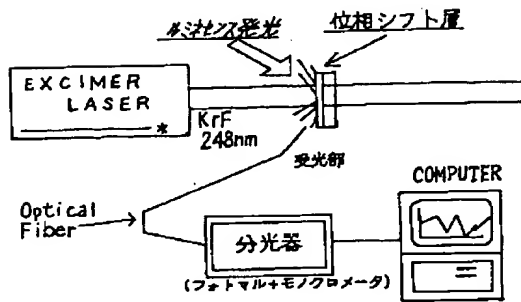 ルミネセンス発光
位相シフト層
EXCIMER
LASER
*
KrF
248nm
受光部
COMPUTER
Optical
Fiber
分光器
(フォトマル+モノクロメータ)